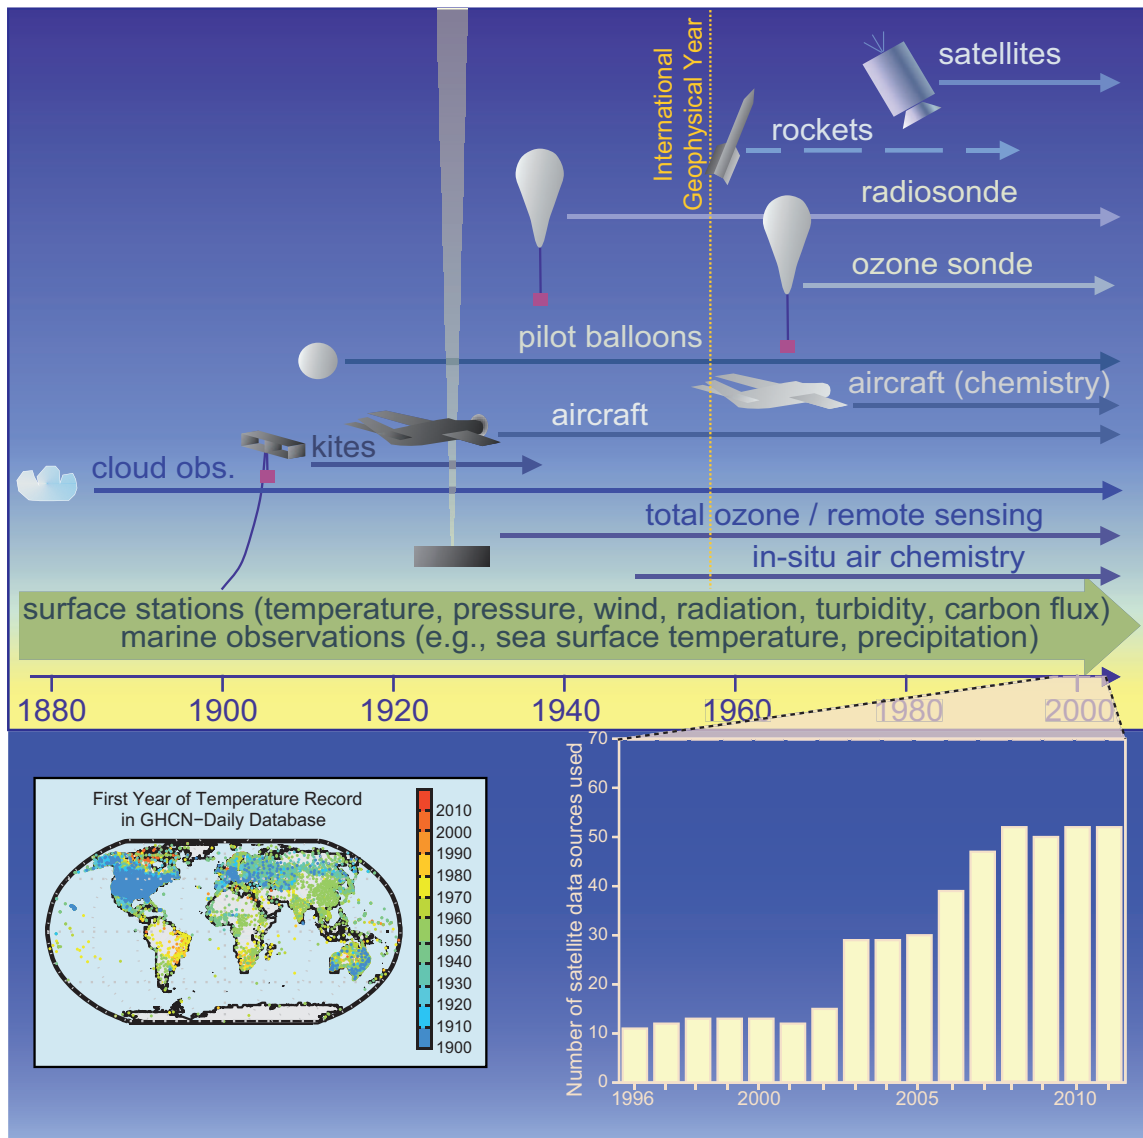 International
Geophysical Year
satellites
rockets
radiosonde
ozone sonde
pilot balloons
aircraft (chemistry)
aircraft
kites
cloud obs.
total ozone / remote sensing
in-situ air chemistry
surface stations (temperature, pressure, wind, radiation, turbidity, carbon flux)
marine observations (e.g., sea surface temperature, precipitation)
1880 1900 1920 1940 1960 1980 2000
First Year of Temperature Record
in GHCN−Daily Database
2010
2000
1990
1980
1970
1960
1950
1940
1930
1920
1910
1900
Number of satellite data sources used
70
60
50
40
30
20
10
0
1996 2000 2005 2010